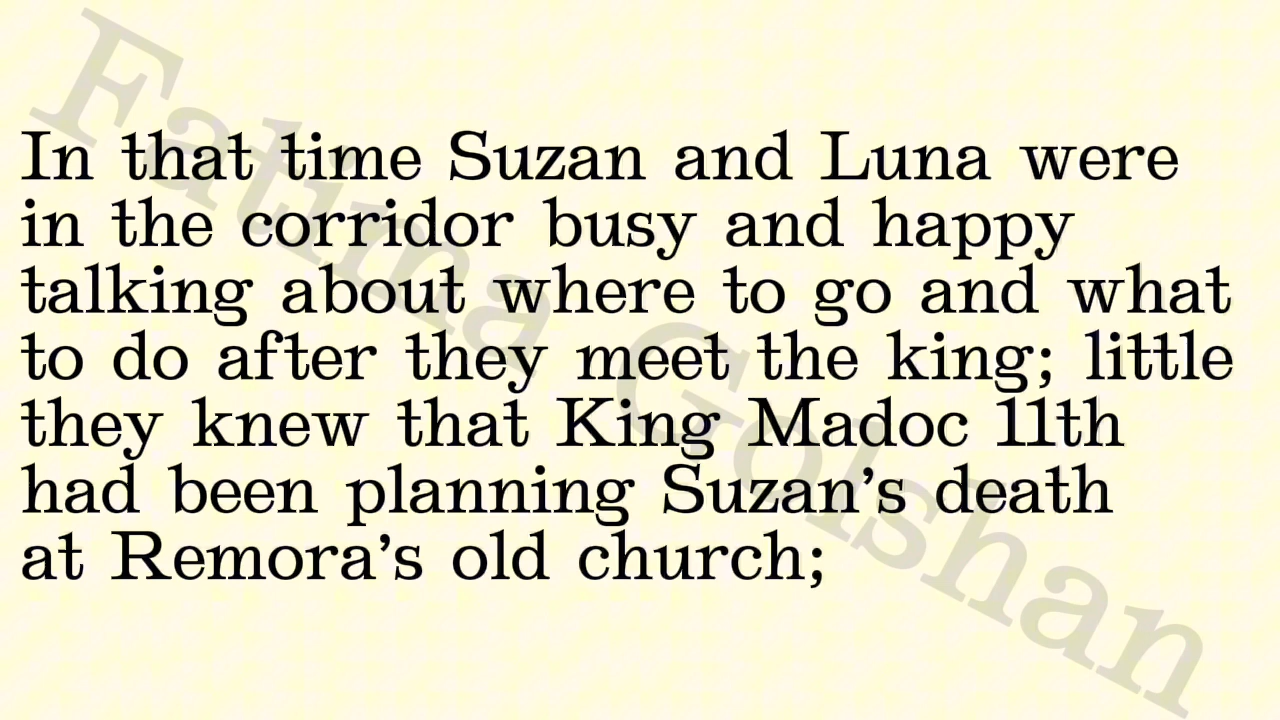 In that time Suzan and Luna were
in the corridor busy and happy
talking about where to go and what
to do after they meet the king; little
they knew that King Madoc 11th
had been planning Suzan’s death
at Remora’s old church;
Fatima Golshan